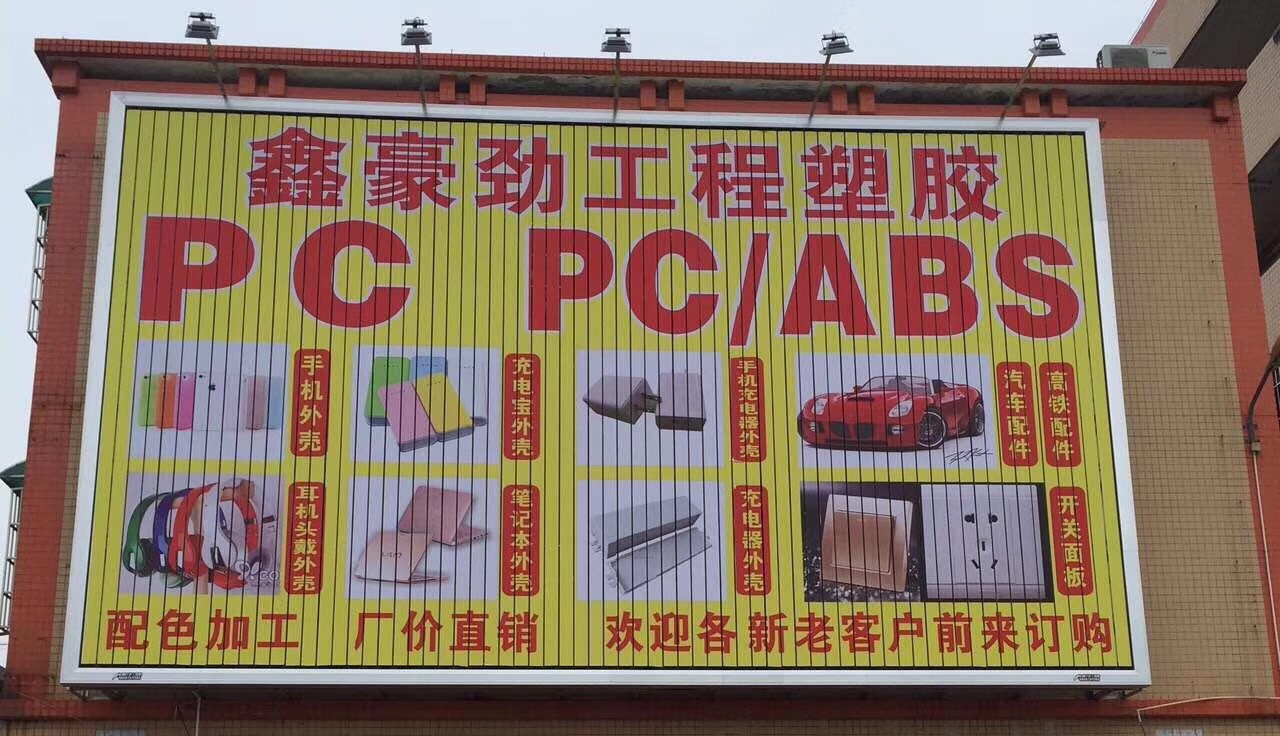 鑫豪劲工程塑胶
PC PC/ABS
手机外壳
充电宝外壳
手机充电器外壳
汽车配件
高铁配件
耳机头戴外壳
笔记本外壳
充电器外壳
开关面板
配色加工 厂价直销 欢迎各新老客户前来订购